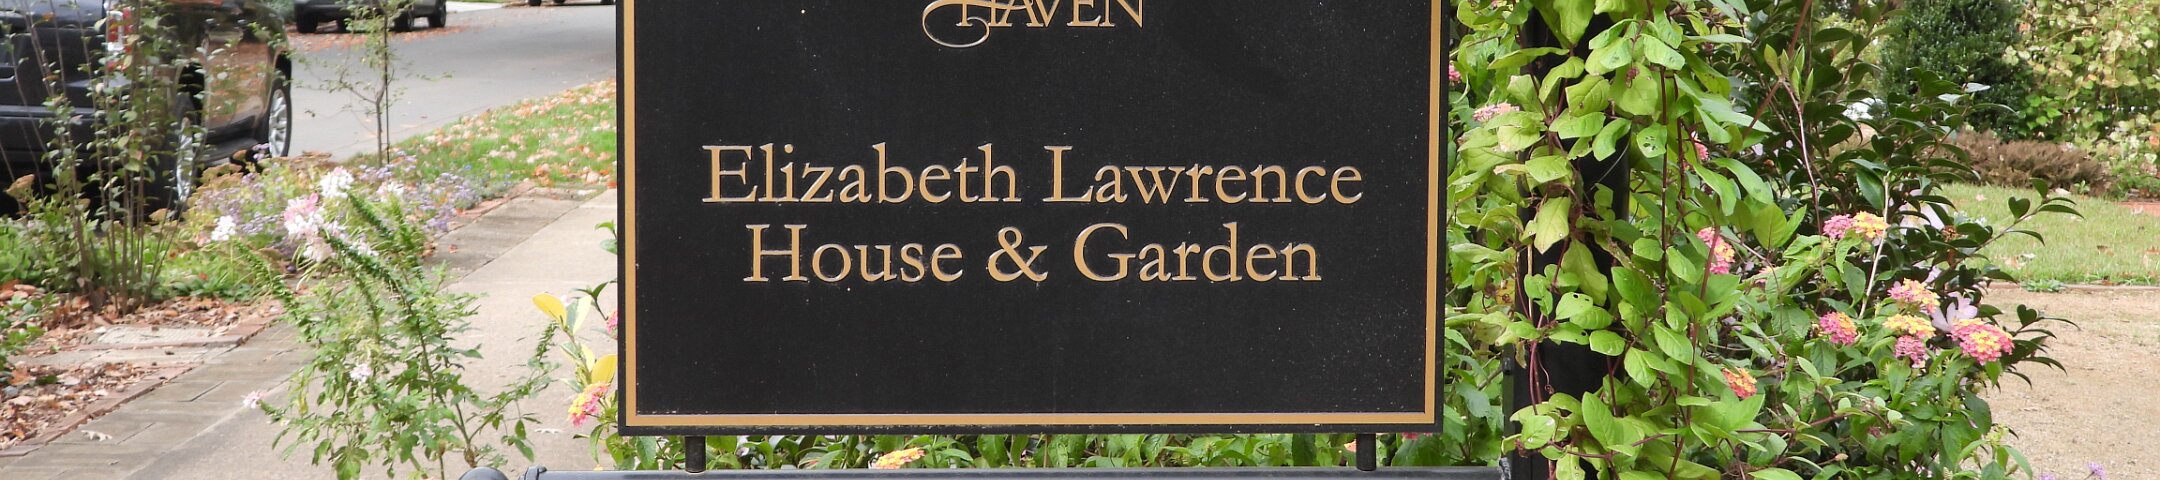 HAVEN
Elizabeth Lawrence
House & Garden